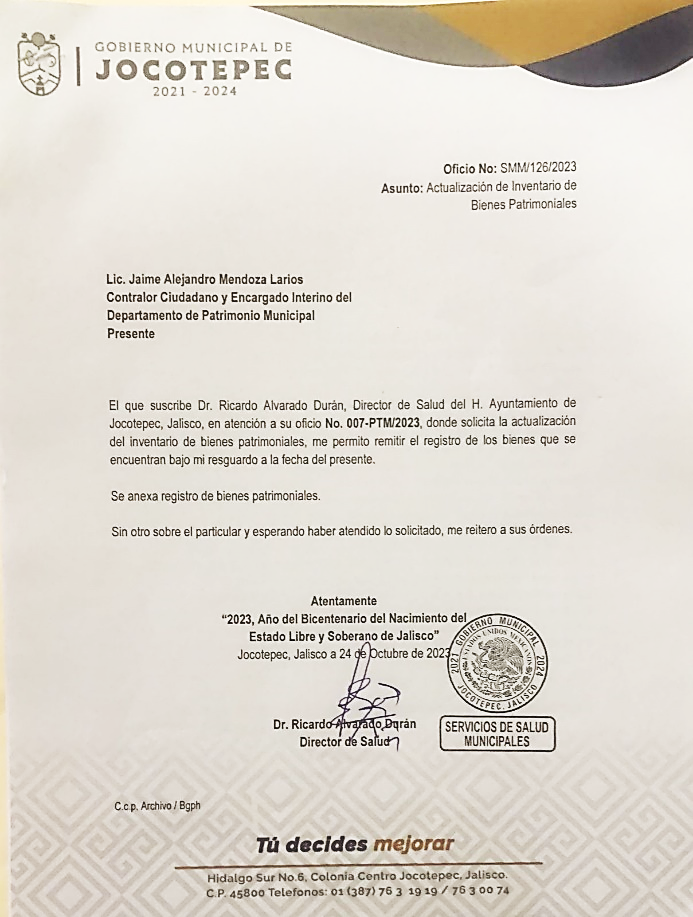 GOBIERNO MUNICIPAL DE
JOCOTEPEC
2021 - 2024
Oficio No: SMM/126/2023
Asunto: Actualización de Inventario de
Bienes Patrimoniales
Lic. Jaime Alejandro Mendoza Larios
Contralor Ciudadano y Encargado Interino del
Departamento de Patrimonio Municipal
Presente
El que suscribe Dr. Ricardo Alvarado Durán, Director de Salud del H. Ayuntamiento de
Jocotepec, Jalisco, en atención a su oficio No. 007-PTM/2023, donde solicita la actualización
del inventario de bienes patrimoniales, me permito remitir el registro de los bienes que se
encuentran bajo mi resguardo a la fecha del presente.
Se anexa registro de bienes patrimoniales.
Sin otro sobre el particular y esperando haber atendido lo solicitado, me reitero a sus órdenes.
Atentamente
“2023, Año del Bicentenario del Nacimiento del
Estado Libre y Soberano de Jalisco”
Jocotepec, Jalisco a 24 de Octubre de 2023
2021 GOBIERNO MUNICIPAL 2024
ESTADOS UNIDOS MEXICANOS
JOCOTEPEC, JALISCO
Dr. Ricardo Alvarado Durán
Director de Salud
SERVICIOS DE SALUD
MUNICIPALES
C.c.p. Archivo / Bgph
Tú decides mejorar
Hidalgo Sur No.6, Colonia Centro Jocotepec, Jalisco.
C.P. 45800 Telefonos: 01 (387) 76 3 19 19 / 76 3 00 74